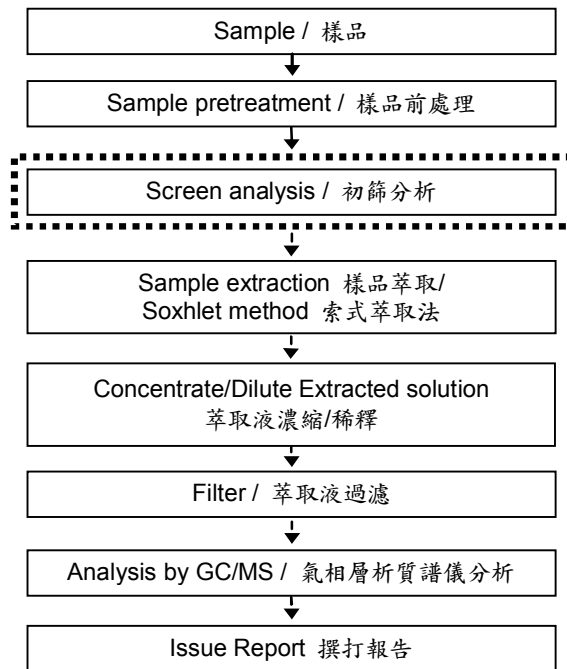 Sample / 樣品
Sample pretreatment / 樣品前處理
Screen analysis / 初篩分析
Sample extraction 樣品萃取/
Soxhlet method 索式萃取法
Concentrate/Dilute Extracted solution
萃取液濃縮/稀釋
Filter / 萃取液過濾
Analysis by GC/MS / 氣相層析質譜儀分析
Issue Report 撰打報告